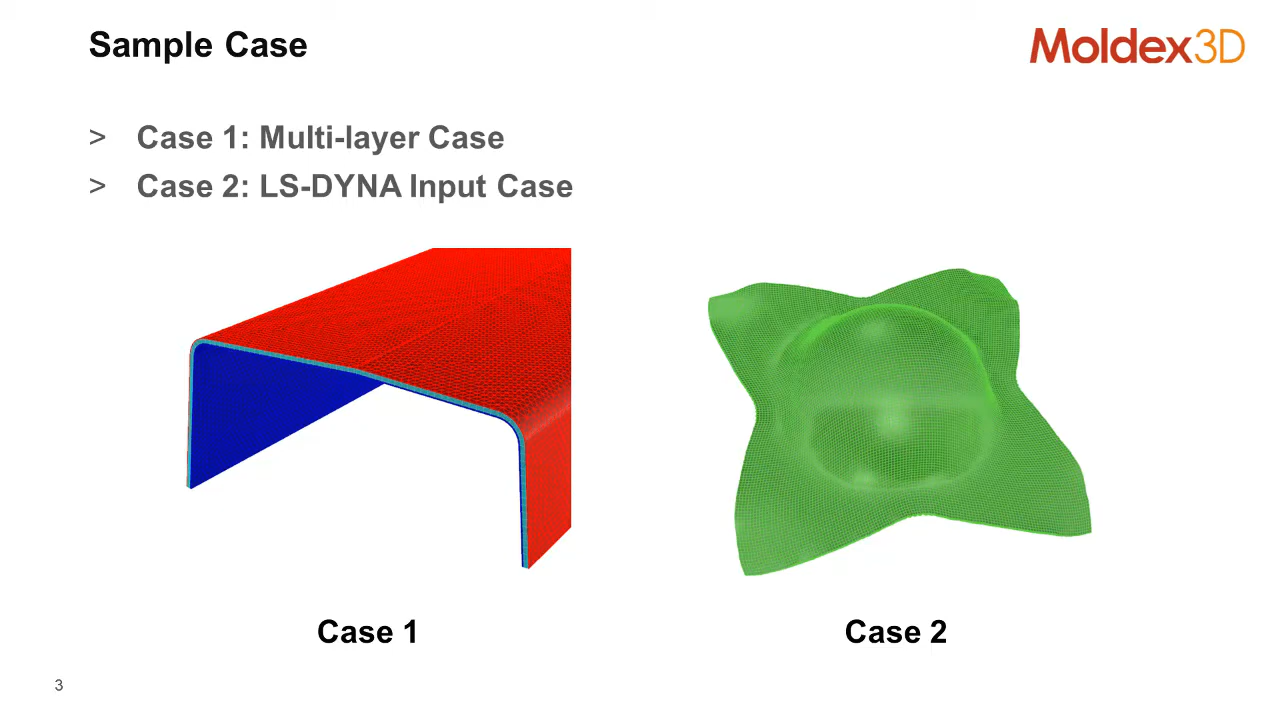 Sample Case
Moldex3D
> Case 1: Multi-layer Case
> Case 2: LS-DYNA Input Case
Case 1
Case 2
3